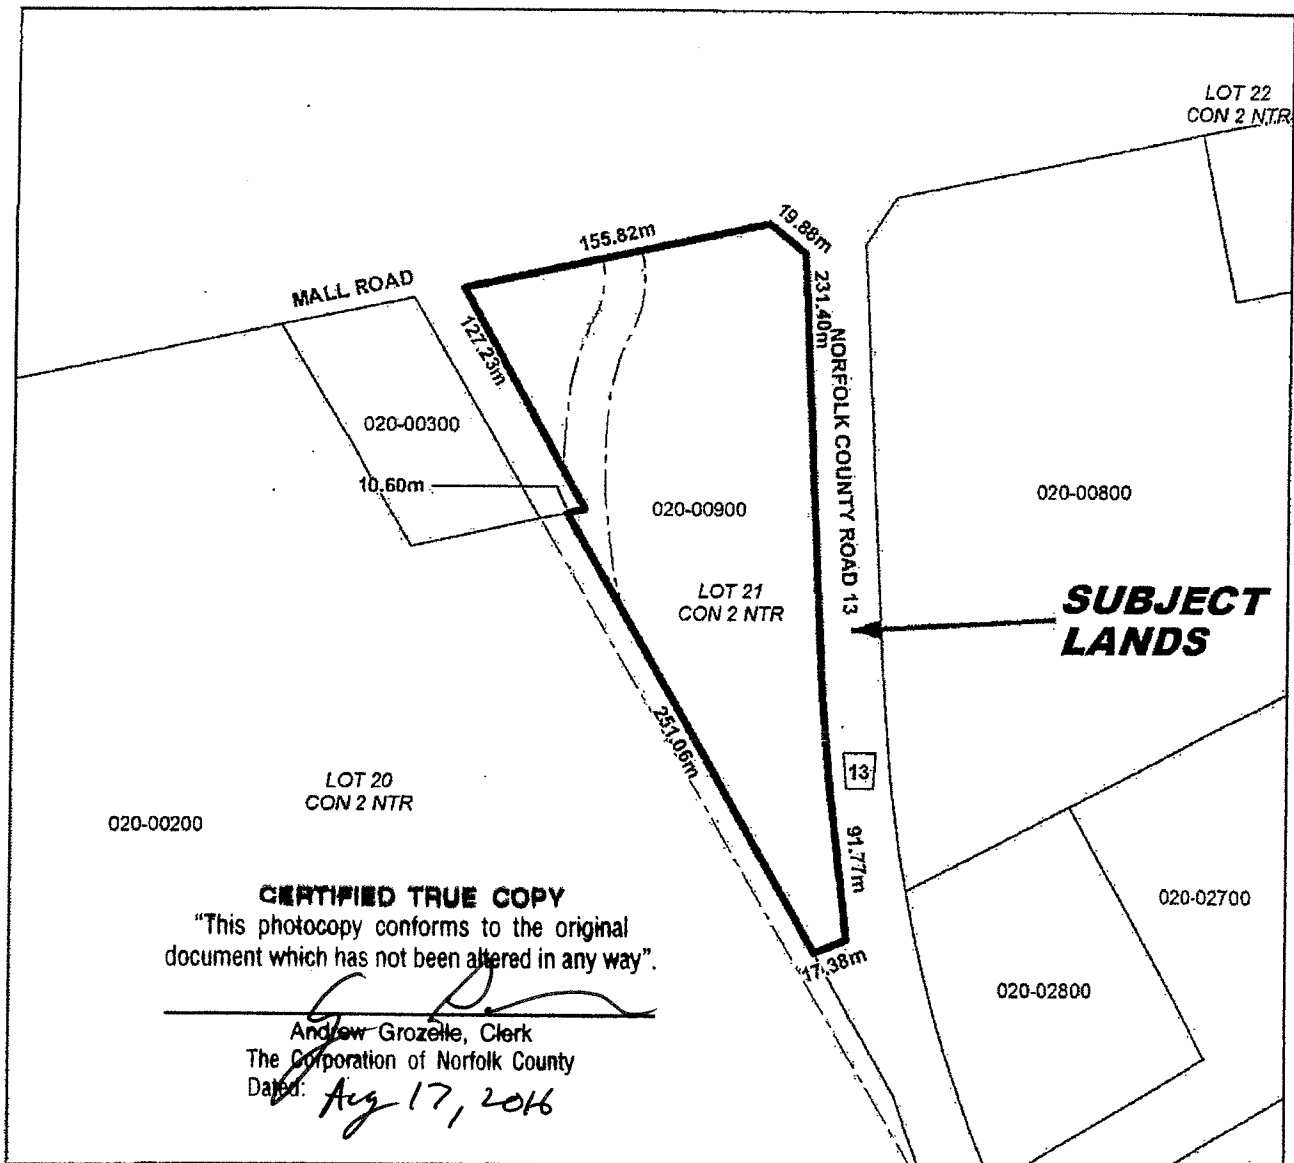 LOT 22
CON 2 NTR
19.88m
155.82m
MALL ROAD
231.40m
127.23m
NORFOLK COUNTY ROAD 13
020-00300
10.60m
020-00900
020-00800
LOT 21
CON 2 NTR
SUBJECT
LANDS
251.06m
13
LOT 20
CON 2 NTR
020-00200
91.77m
020-02700
17.38m
020-02800
CERTIFIED TRUE COPY
"This photocopy conforms to the original
document which has not been altered in any way".
Andrew Grozelle, Clerk
The Corporation of Norfolk County
Dated: Aug 17, 2016